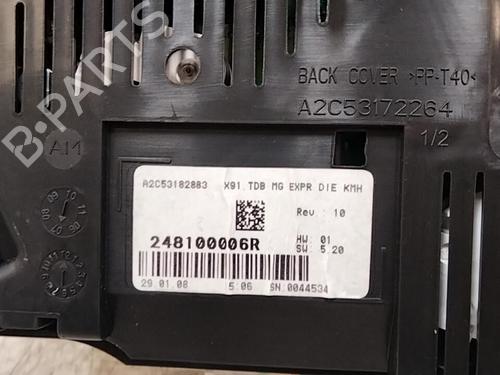 B-PARTS
BACK COVER >PP-T40<
A2C53172264
1/2
AM
A2C53182883 X91 TDB MG EXPR DIE KMH
Rev : 10
248100006R
HW: 01
SW: 5.20
29.01.08 5:06 SN:0044534